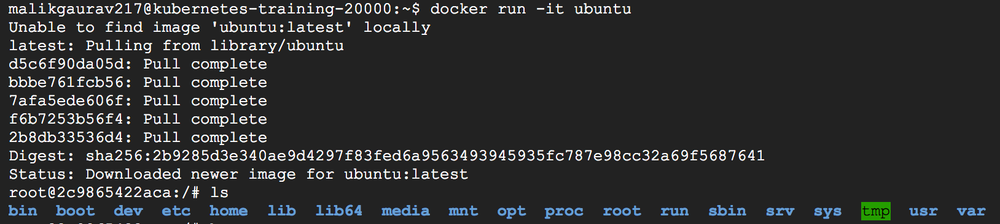 malikgaurav217@kubernetes-training-20000:~$ docker run -it ubuntu
Unable to find image 'ubuntu:latest' locally
latest: Pulling from library/ubuntu
d5c6f90da05d: Pull complete
bbbe761fcb56: Pull complete
7afa5ede606f: Pull complete
f6b7253b56f4: Pull complete
2b8db33536d4: Pull complete
Digest: sha256:2b9285d3e340ae9d4297f83fed6a9563493945935fc787e98cc32a69f5687641
Status: Downloaded newer image for ubuntu:latest
root@2c9865422aca:/# ls
bin boot dev etc home lib lib64 media mnt opt proc root run sbin srv sys tmp usr var